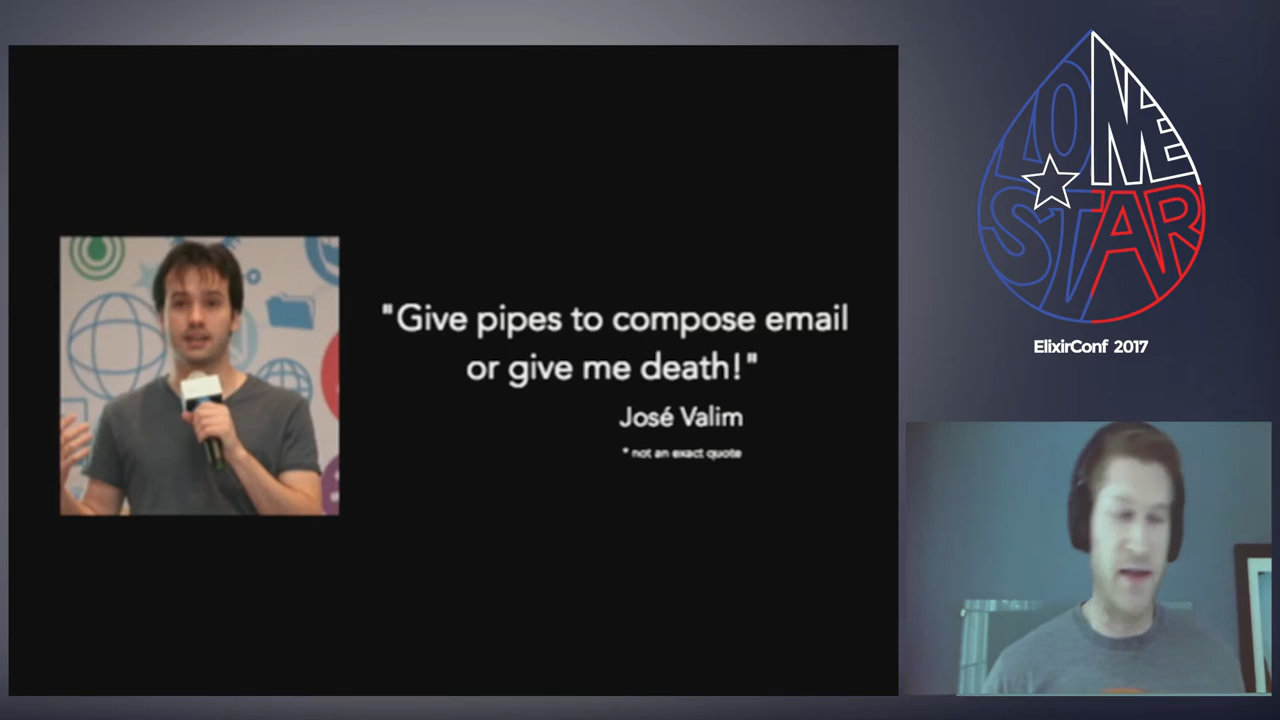 "Give pipes to compose email
or give me death!"
José Valim
* not an exact quote
LONE
STAR
ElixirConf 2017